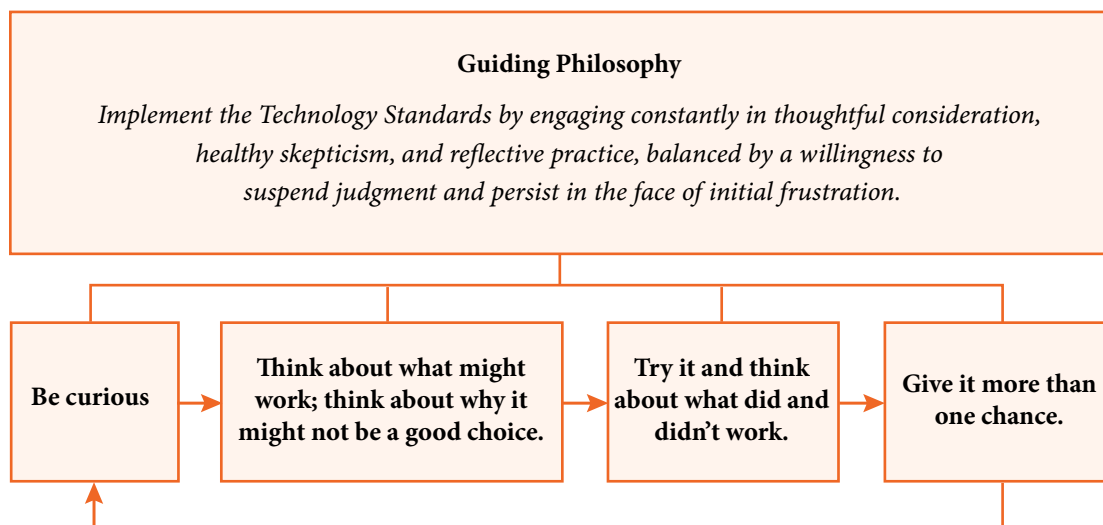 Guiding Philosophy
Implement the Technology Standards by engaging constantly in thoughtful consideration,
healthy skepticism, and reflective practice, balanced by a willingness to
suspend judgment and persist in the face of initial frustration.
Be curious
Think about what might
work; think about why it
might not be a good choice.
Try it and think
about what did and
didn’t work.
Give it more than
one chance.